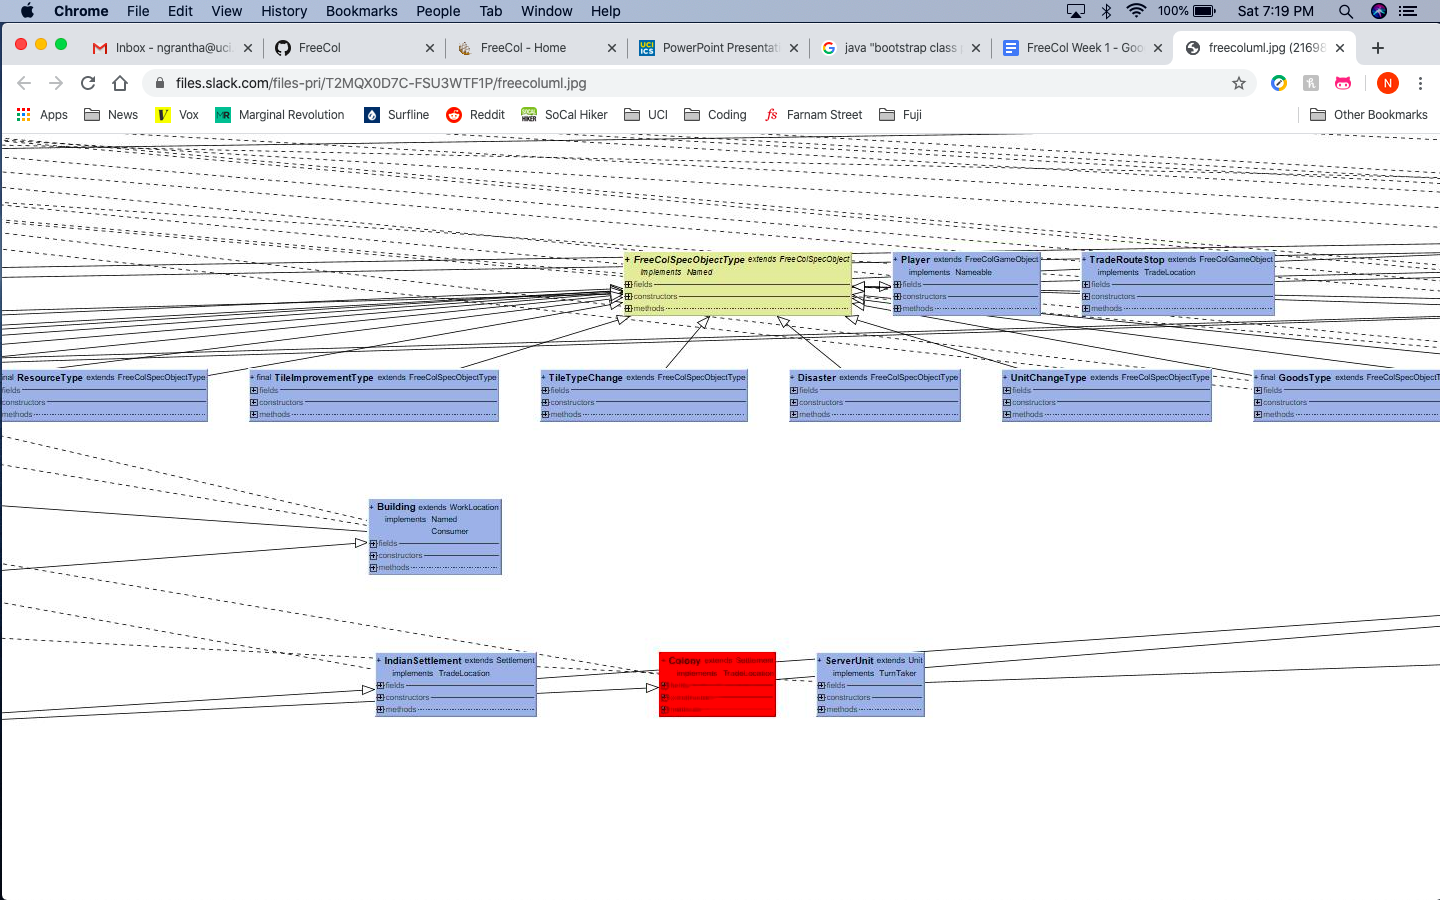 Chrome File Edit View History Bookmarks People Tab Window Help 100% Sat 7:19 PM
Inbox - ngrantha@uci. FreeCol FreeCol - Home PowerPoint Presentati java "bootstrap class FreeCol Week 1 - Goo freecoluml.jpg (21698
files.slack.com/files-pri/T2MQX0D7C-FSU3WTF1P/freecoluml.jpg N
Apps News Vox Marginal Revolution Surfline Reddit SoCal Hiker UCI Coding Farnam Street Fuji Other Bookmarks
+ FreeColSpecObjectType extends FreeColSpecObject
implements Named
fields
constructors
methods
+ Player extends FreeColGameObject
implements Nameable
fields
constructors
methods
+ TradeRouteStop extends FreeColGameObject
implements TradeLocation
fields
constructors
methods
inal ResourceType extends FreeColSpecObjectType
fields
constructors
methods
+ final TileImprovementType extends FreeColSpecObjectType
fields
constructors
methods
+ TileTypeChange extends FreeColSpecObjectType
fields
constructors
methods
+ Disaster extends FreeColSpecObjectType
fields
constructors
methods
+ UnitChangeType extends FreeColSpecObjectType
fields
constructors
methods
+ final GoodsType extends FreeColSpecObjectT
fields
constructors
methods
+ Building extends WorkLocation
implements Named
Consumer
fields
constructors
methods
+ IndianSettlement extends Settlement
implements TradeLocation
fields
constructors
methods
+ Colony extends Settlement
implements TradeLocation
+ ServerUnit extends Unit
implements TurnTaker
fields
constructors
methods